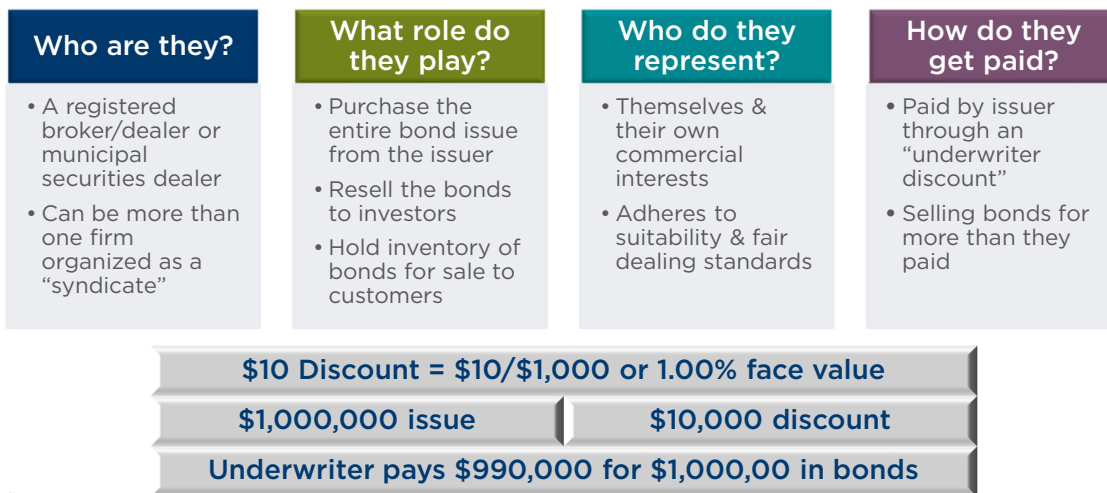 Who are they?
• A registered
broker/dealer or
municipal
securities dealer
• Can be more than
one firm
organized as a
“syndicate”
What role do
they play?
• Purchase the
entire bond issue
from the issuer
• Resell the bonds
to investors
• Hold inventory of
bonds for sale to
customers
Who do they
represent?
• Themselves &
their own
commercial
interests
• Adheres to
suitability & fair
dealing standards
How do they
get paid?
• Paid by issuer
through an
“underwriter
discount”
• Selling bonds for
more than they
paid
$10 Discount = $10/$1,000 or 1.00% face value
$1,000,000 issue
$10,000 discount
Underwriter pays $990,000 for $1,000,00 in bonds